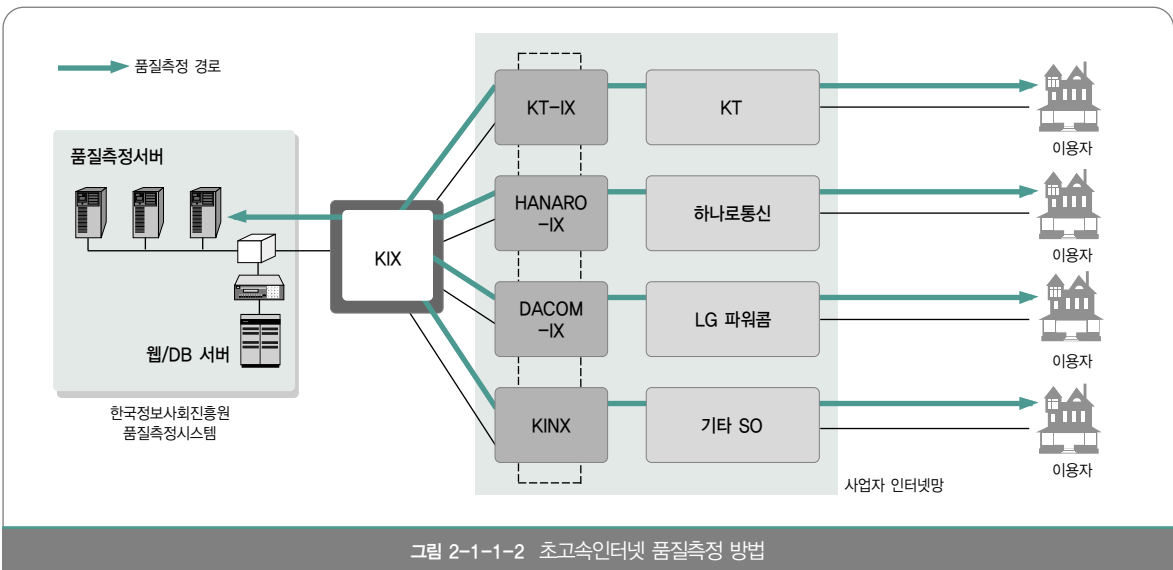 품질측정 경로
품질측정서버
웹/DB 서버
한국정보사회진흥원
품질측정시스템
KIX
KT-IX
KT
이용자
HANARO
-IX
하나로통신
이용자
DACOM
-IX
LG 파워콤
이용자
KINX
기타 SO
이용자
사업자 인터넷망
그림 2-1-1-2 초고속인터넷 품질측정 방법